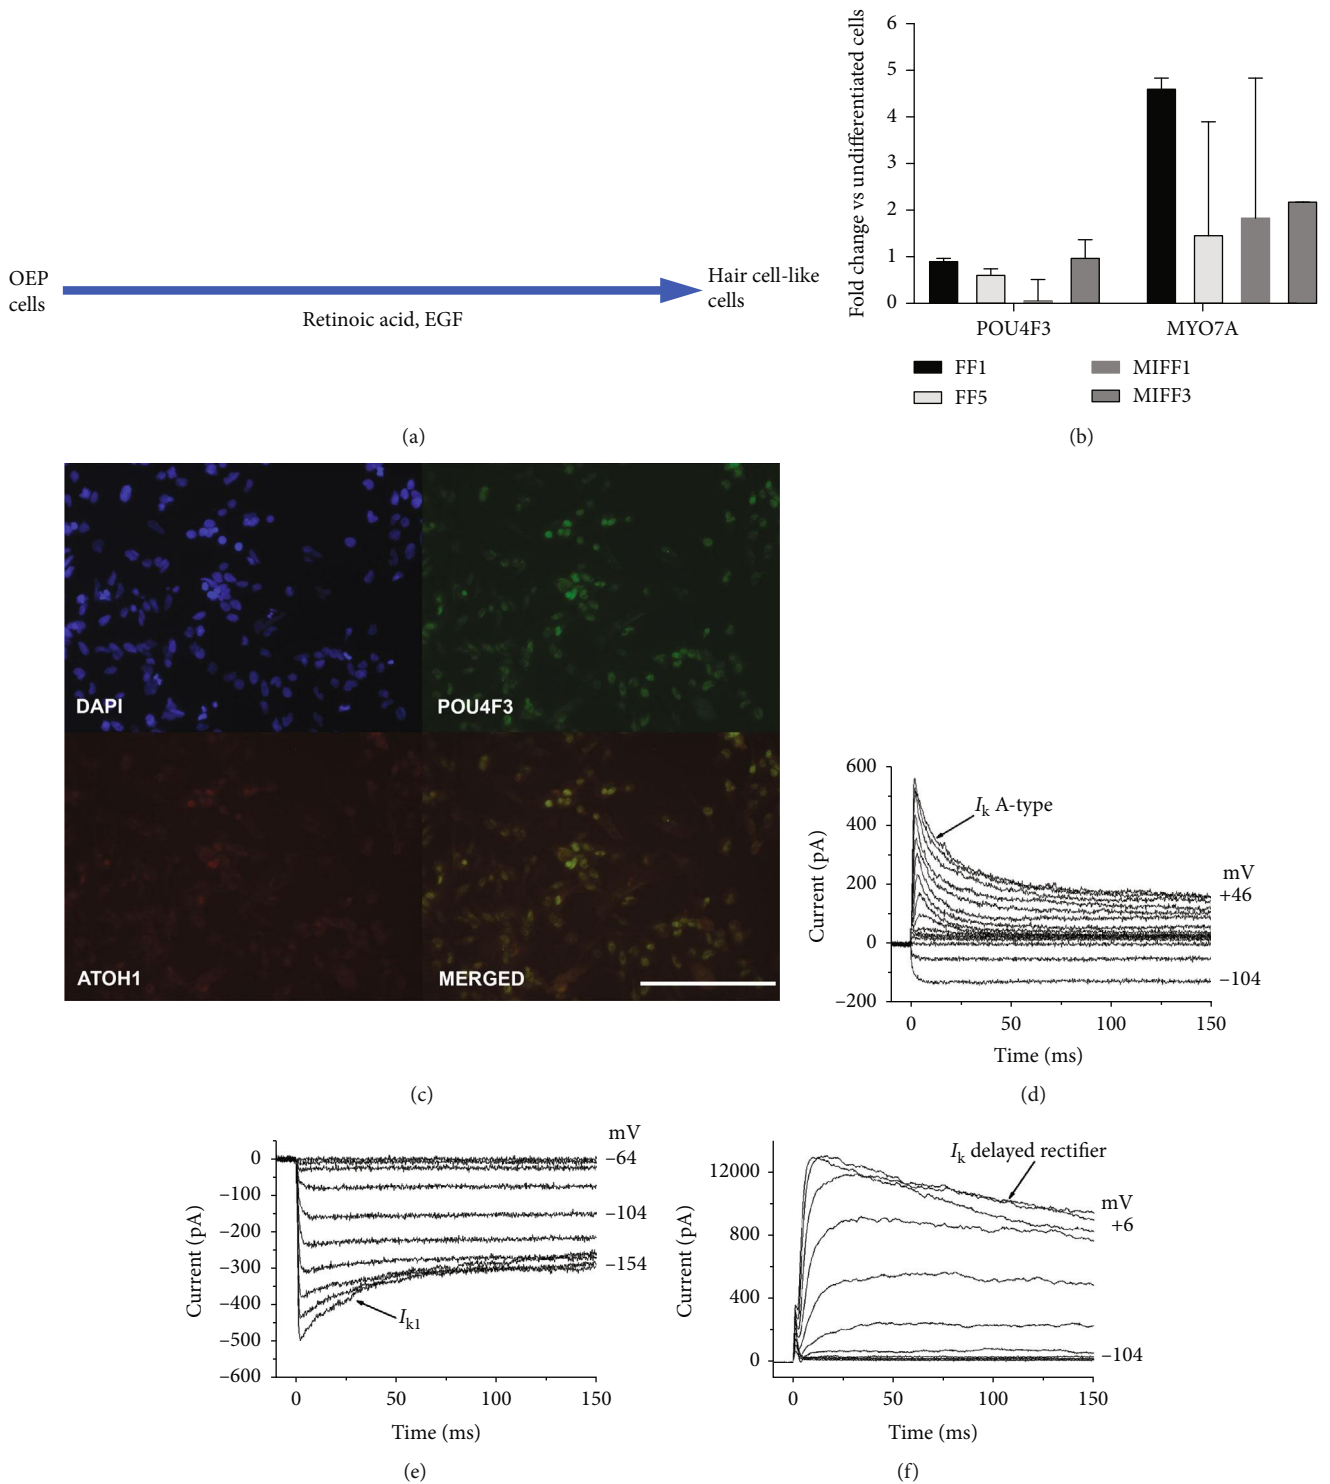 OEP
cells
Retinoic acid, EGF
Hair cell-like
cells
(a)
Fold change vs undifferentiated cells
6
5
4
3
2
1
0
POU4F3
MYO7A
FF1
FF5
MIFF1
MIFF3
(b)
DAPI
POU4F3
ATOH1
MERGED
(c)
Current (pA)
600
400
200
0
−200
Ik A-type
mV
+46
−104
0
50
100
150
Time (ms)
(d)
Current (pA)
0
−100
−200
−300
−400
−500
−600
mV
−64
−104
−154
Ik1
0
50
100
150
Time (ms)
(e)
Current (pA)
12000
800
400
0
Ik delayed rectifier
mV
+6
−104
0
50
100
150
Time (ms)
(f)